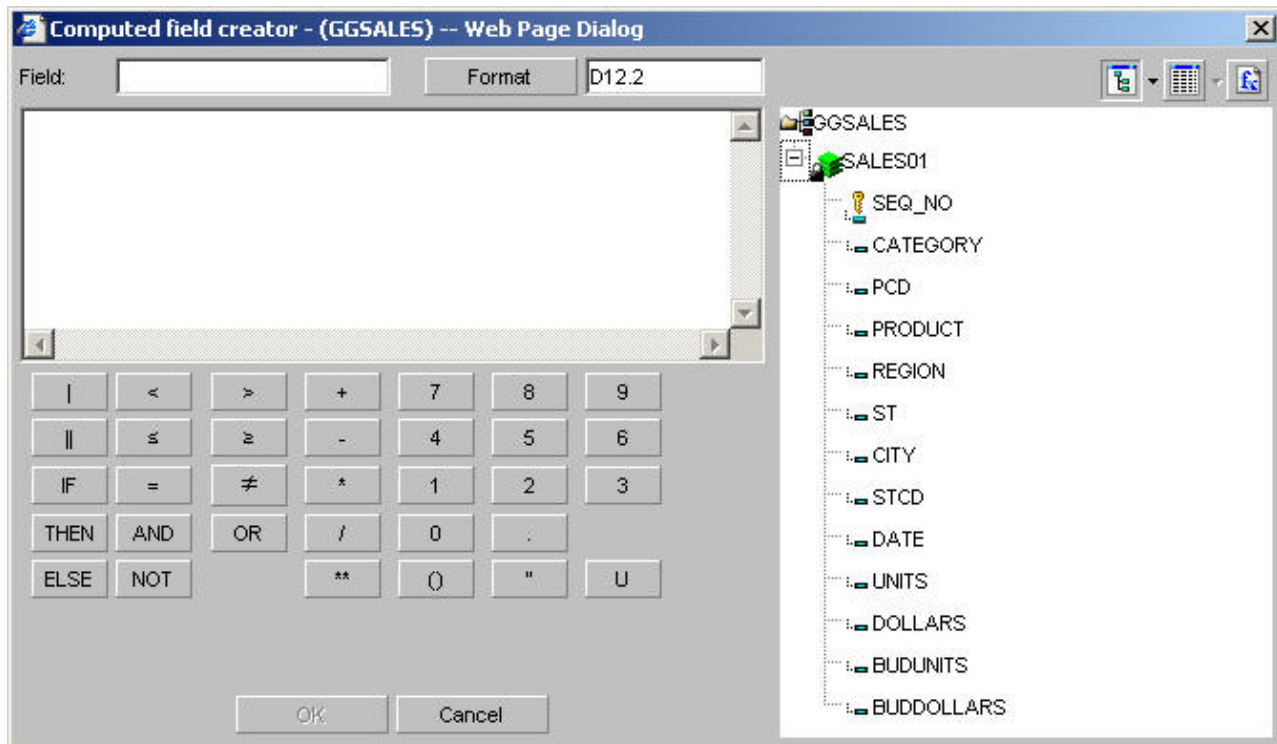 Computed field creator - (GGSALES) -- Web Page Dialog
Field: Format D12.2
GGSALES
SALES01
SEQ_NO
CATEGORY
PCD
PRODUCT
REGION
ST
CITY
STCD
DATE
UNITS
DOLLARS
BUDUNITS
BUDDOLLARS
| < > + 7 8 9
|| ≤ ≥ - 4 5 6
IF = ≠ * 1 2 3
THEN AND OR / 0 .
ELSE NOT ** () " U
OK Cancel